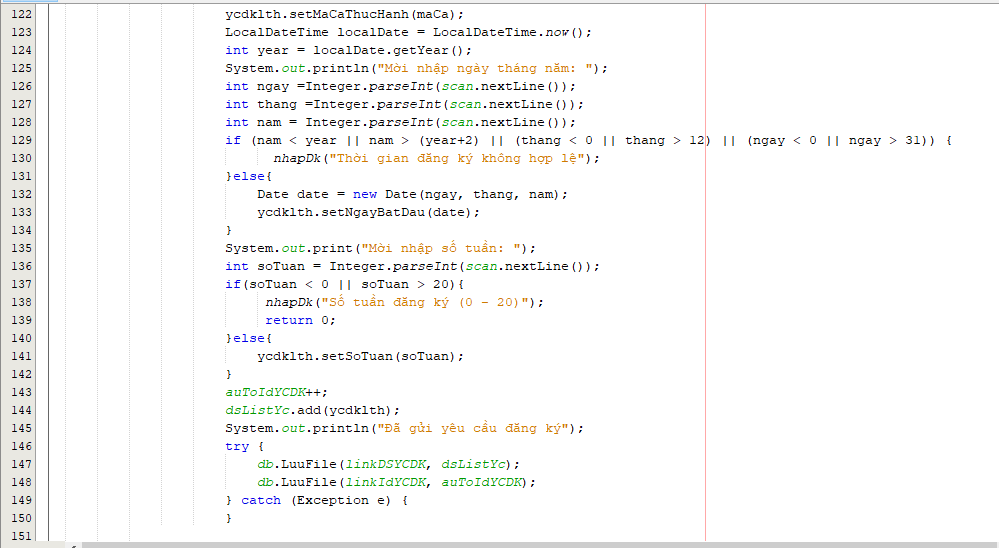 122 ycdklth.setMaCaThucHanh(maCa);
123 LocalDateTime localDate = LocalDateTime.now();
124 int year = localDate.getYear();
125 System.out.println("Mời nhập ngày tháng năm: ");
126 int ngay =Integer.parseInt(scan.nextLine());
127 int thang =Integer.parseInt(scan.nextLine());
128 int nam = Integer.parseInt(scan.nextLine());
129 if (nam < year || nam > (year+2) || (thang < 0 || thang > 12) || (ngay < 0 || ngay > 31)) {
130 nhapDk("Thời gian đăng ký không hợp lệ");
131 }else{
132 Date date = new Date(ngay, thang, nam);
133 ycdklth.setNgayBatDau(date);
134 }
135 System.out.print("Mời nhập số tuần: ");
136 int soTuan = Integer.parseInt(scan.nextLine());
137 if(soTuan < 0 || soTuan > 20){
138 nhapDk("Số tuần đăng ký (0 - 20)");
139 return 0;
140 }else{
141 ycdklth.setSoTuan(soTuan);
142 }
143 auToIdYCDK++;
144 dsListYc.add(ycdklth);
145 System.out.println("Đã gửi yêu cầu đăng ký");
146 try {
147 db.LuuFile(linkDSYCDK, dsListYc);
148 db.LuuFile(linkIdYCDK, auToIdYCDK);
149 } catch (Exception e) {
150 }
151